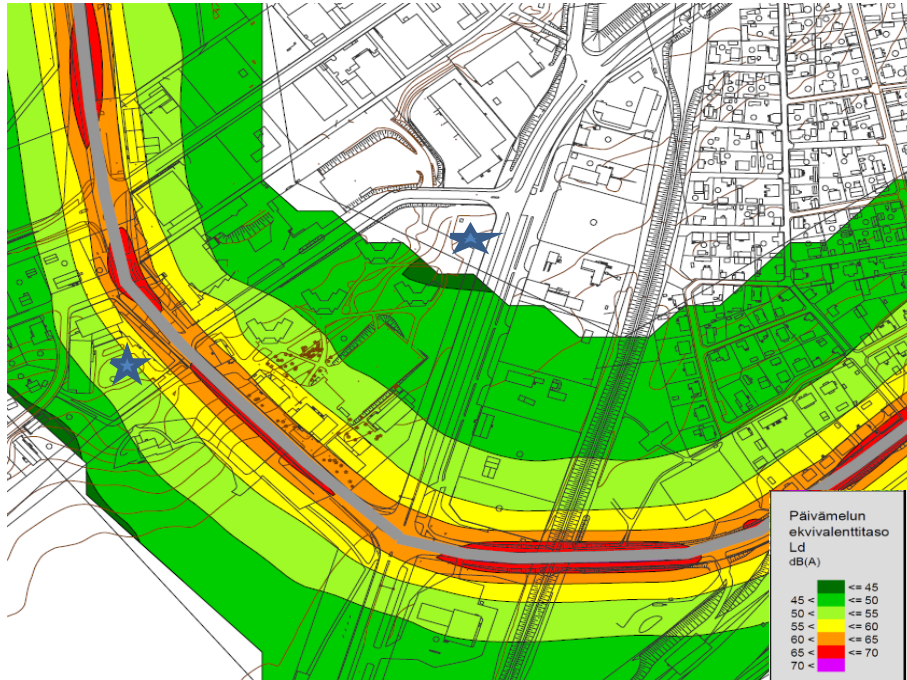 Päivämelun
ekvivalenttitaso
Ld
dB(A)
<= 45
45 < <= 50
50 < <= 55
55 < <= 60
60 < <= 65
65 < <= 70
70 <